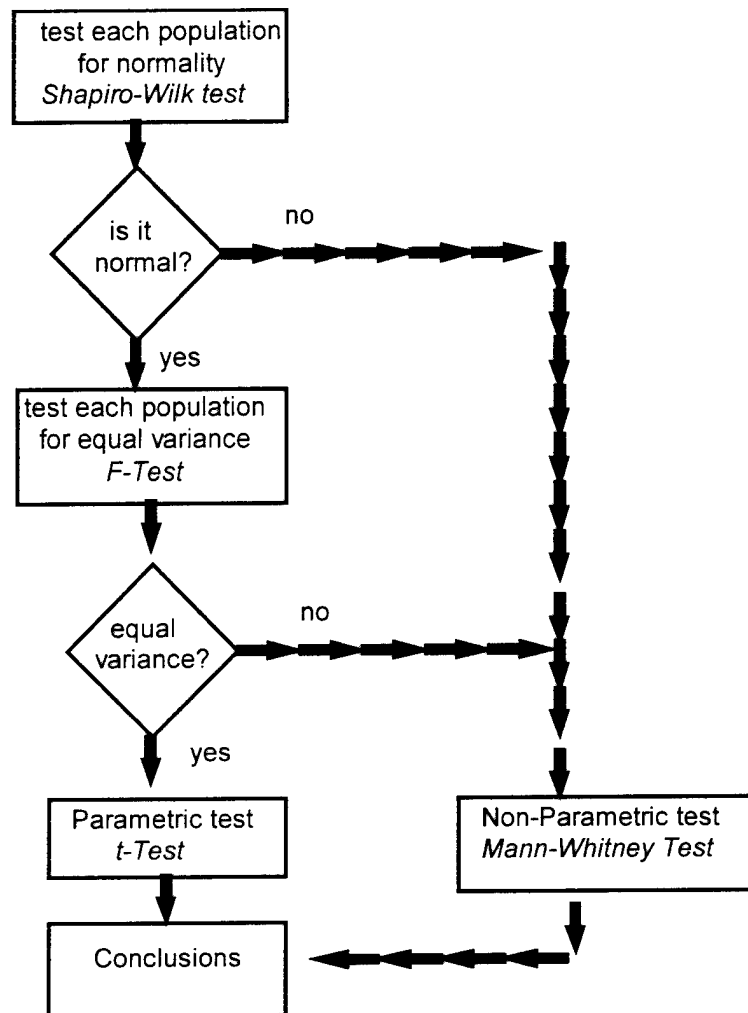 test each population
for normality
Shapiro-Wilk test
is it
normal?
no
yes
test each population
for equal variance
F-Test
equal
variance?
no
yes
Parametric test
t-Test
Non-Parametric test
Mann-Whitney Test
Conclusions